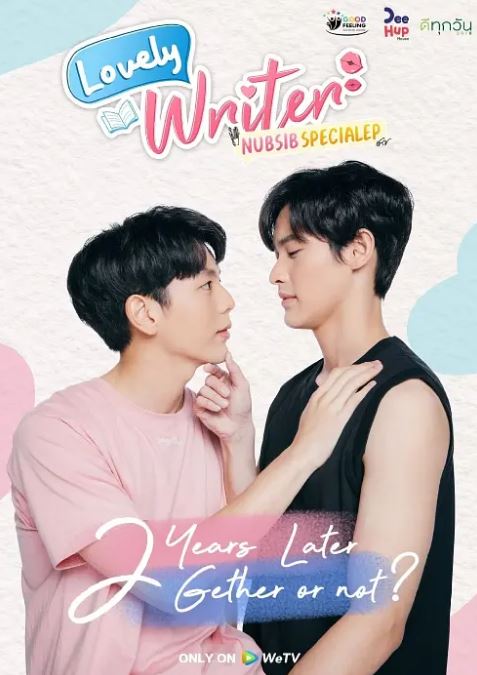 GOOD
FEELING
Dee
Hup
House
ดีทุกวัน
Lovely
Writer
NUBSIB SPECIAL EP
2 Years Later
Gether or not?
ONLY ON WeTV